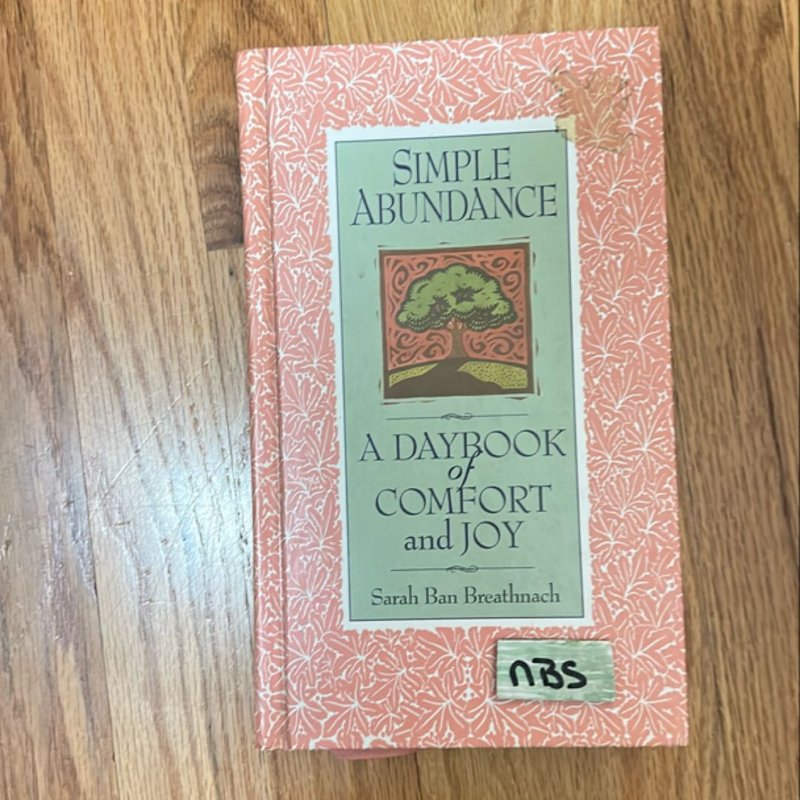 SIMPLE
ABUNDANCE
A DAYBOOK
of
COMFORT
and JOY
Sarah Ban Breathnach
nBS